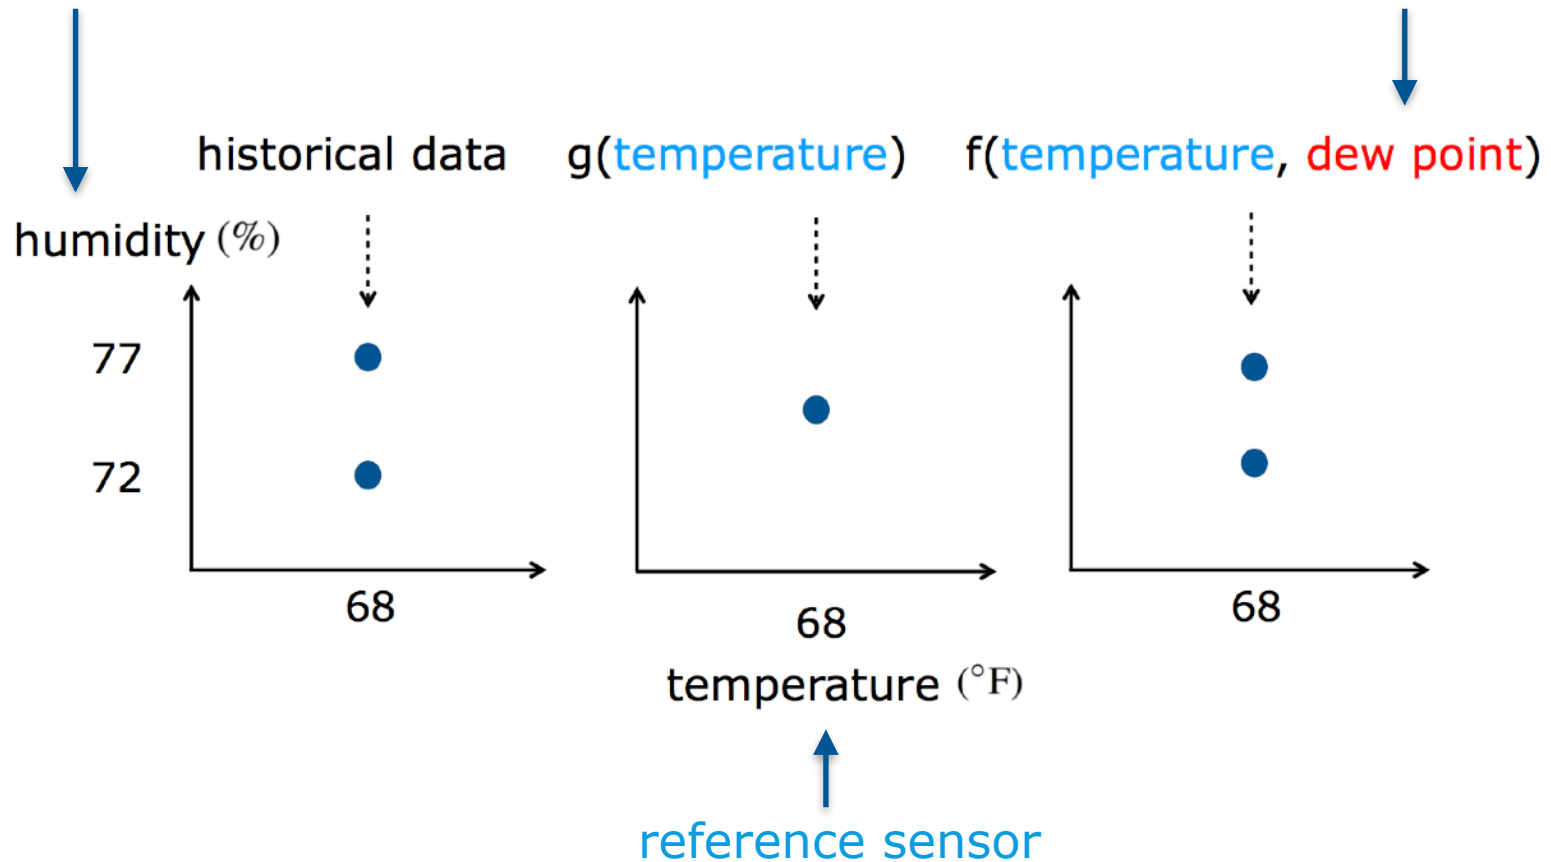 historical data g(temperature) f(temperature, dew point)
humidity (%)
77
72
68 68 68
temperature (°F)
reference sensor